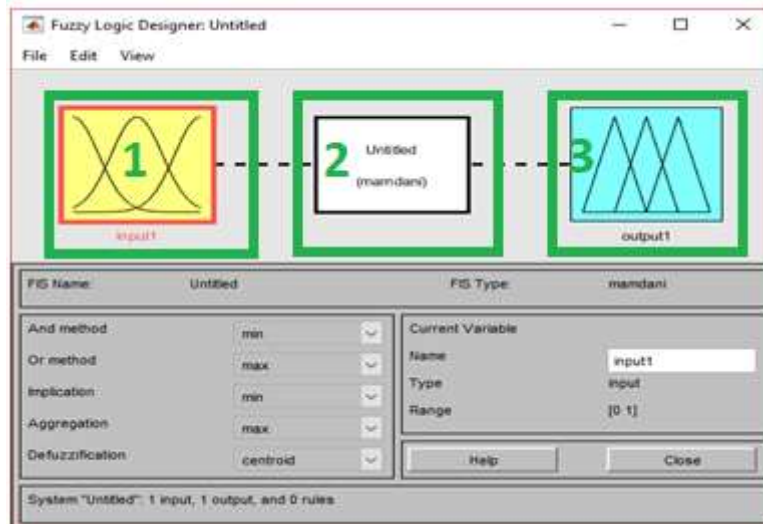 Fuzzy Logic Designer: Untitled
File Edit View
1
2
3
Untitled
(mamdani)
input1
output1
FIS Name: Untitled FIS Type: mamdani
And method min
Or method max
Implication min
Aggregation max
Defuzzification centroid
Current Variable
Name input1
Type input
Range [0 1]
Help Close
System "Untitled": 1 input, 1 output, and 0 rules